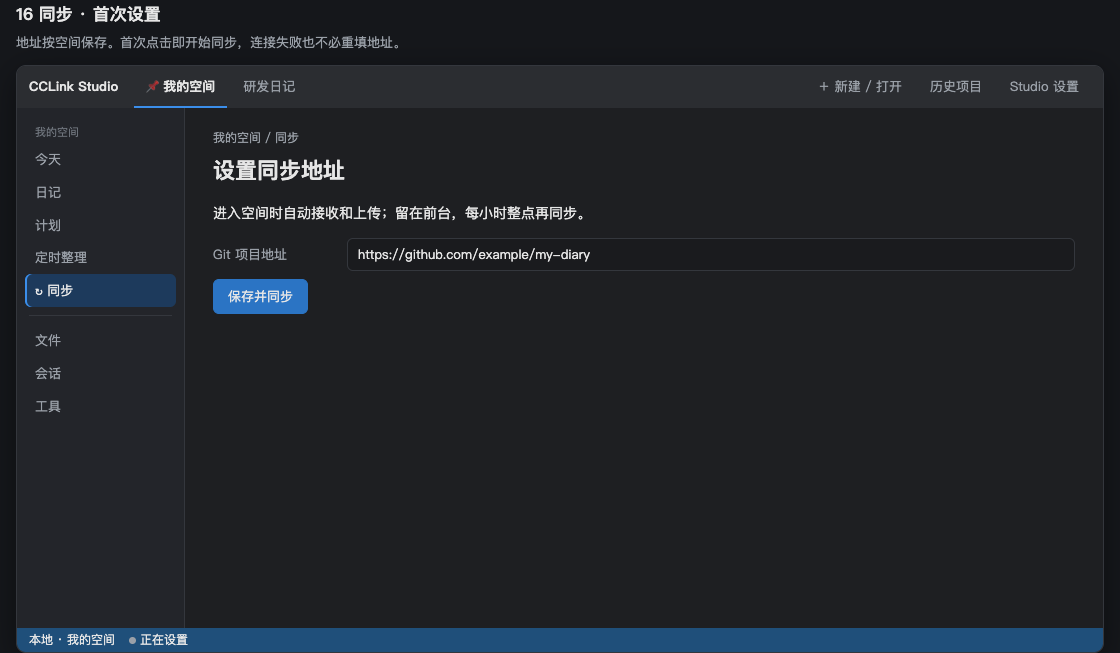 16 同步 · 首次设置
地址按空间保存。首次点击即开始同步，连接失败也不必重填地址。
CCLink Studio 我的空间 研发日记 + 新建 / 打开 历史项目 Studio 设置
我的空间
今天
日记
计划
定时整理
↻ 同步
文件
会话
工具
我的空间 / 同步
设置同步地址
进入空间时自动接收和上传；留在前台，每小时整点再同步。
Git 项目地址 https://github.com/example/my-diary
保存并同步
本地 · 我的空间 ● 正在设置